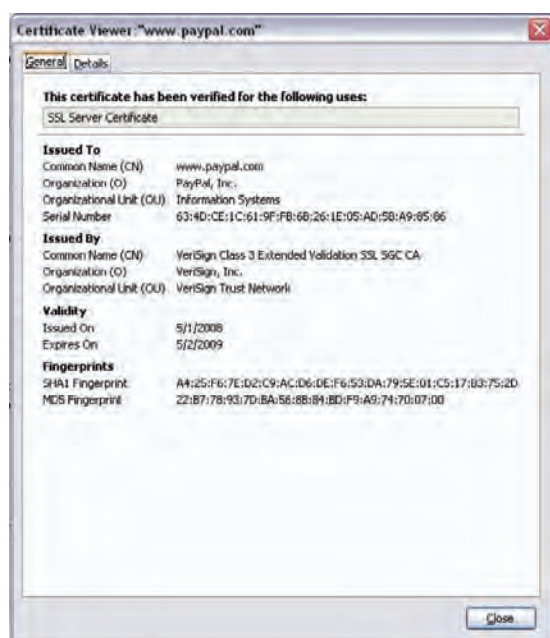 Certificate Viewer:"www.paypal.com"
General Details
This certificate has been verified for the following uses:
SSL Server Certificate
Issued To
Common Name (CN) www.paypal.com
Organization (O) PayPal, Inc.
Organizational Unit (OU) Information Systems
Serial Number 63:4D:CE:1C:61:9F:FB:6B:26:1E:05:AD:5B:A9:85:86
Issued By
Common Name (CN) VeriSign Class 3 Extended Validation SSL SGC CA
Organization (O) VeriSign, Inc.
Organizational Unit (OU) VeriSign Trust Network
Validity
Issued On 5/1/2008
Expires On 5/2/2009
Fingerprints
SHA1 Fingerprint A4:25:F6:7E:D2:C9:AC:D6:DE:F6:53:DA:79:5E:01:C5:17:B3:75:2D
MD5 Fingerprint 22:B7:78:93:7D:BA:56:8B:84:BD:F9:A9:74:70:07:00
Close